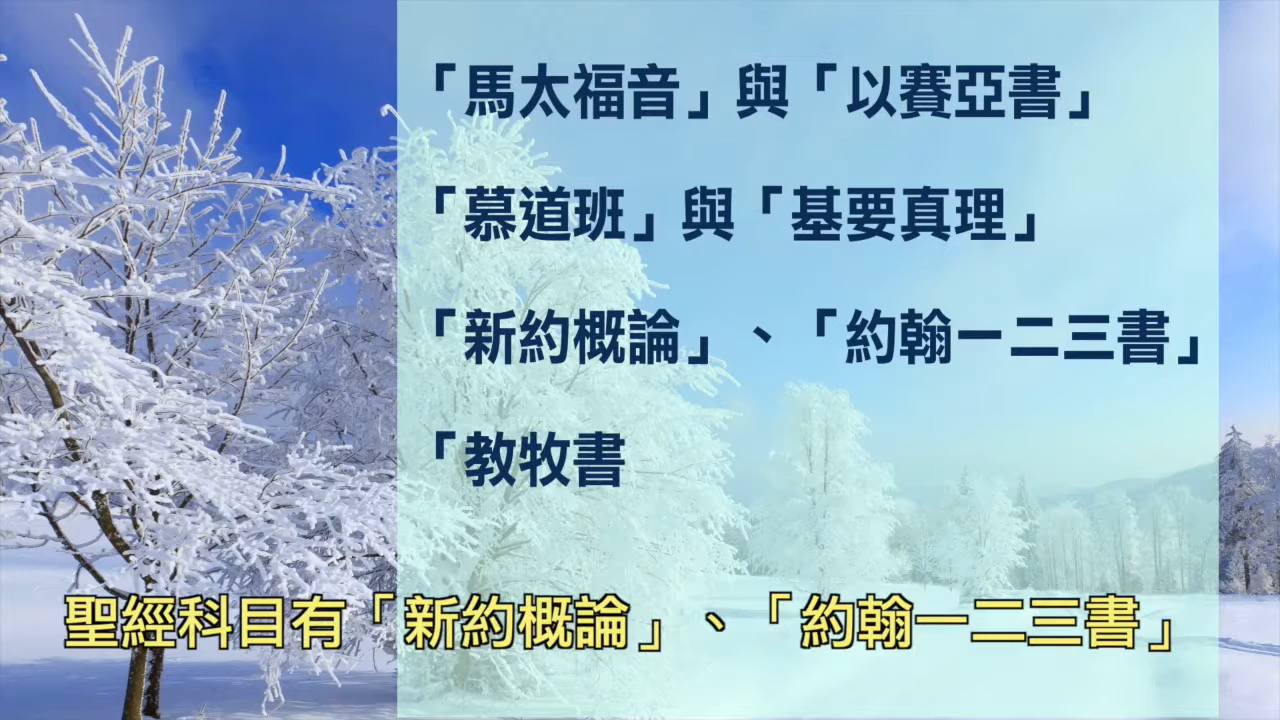 「馬太福音」與「以賽亞書」
「慕道班」與「基要真理」
「新約概論」、「約翰一二三書」
「教牧書
聖經科目有「新約概論」、「約翰一二三書」